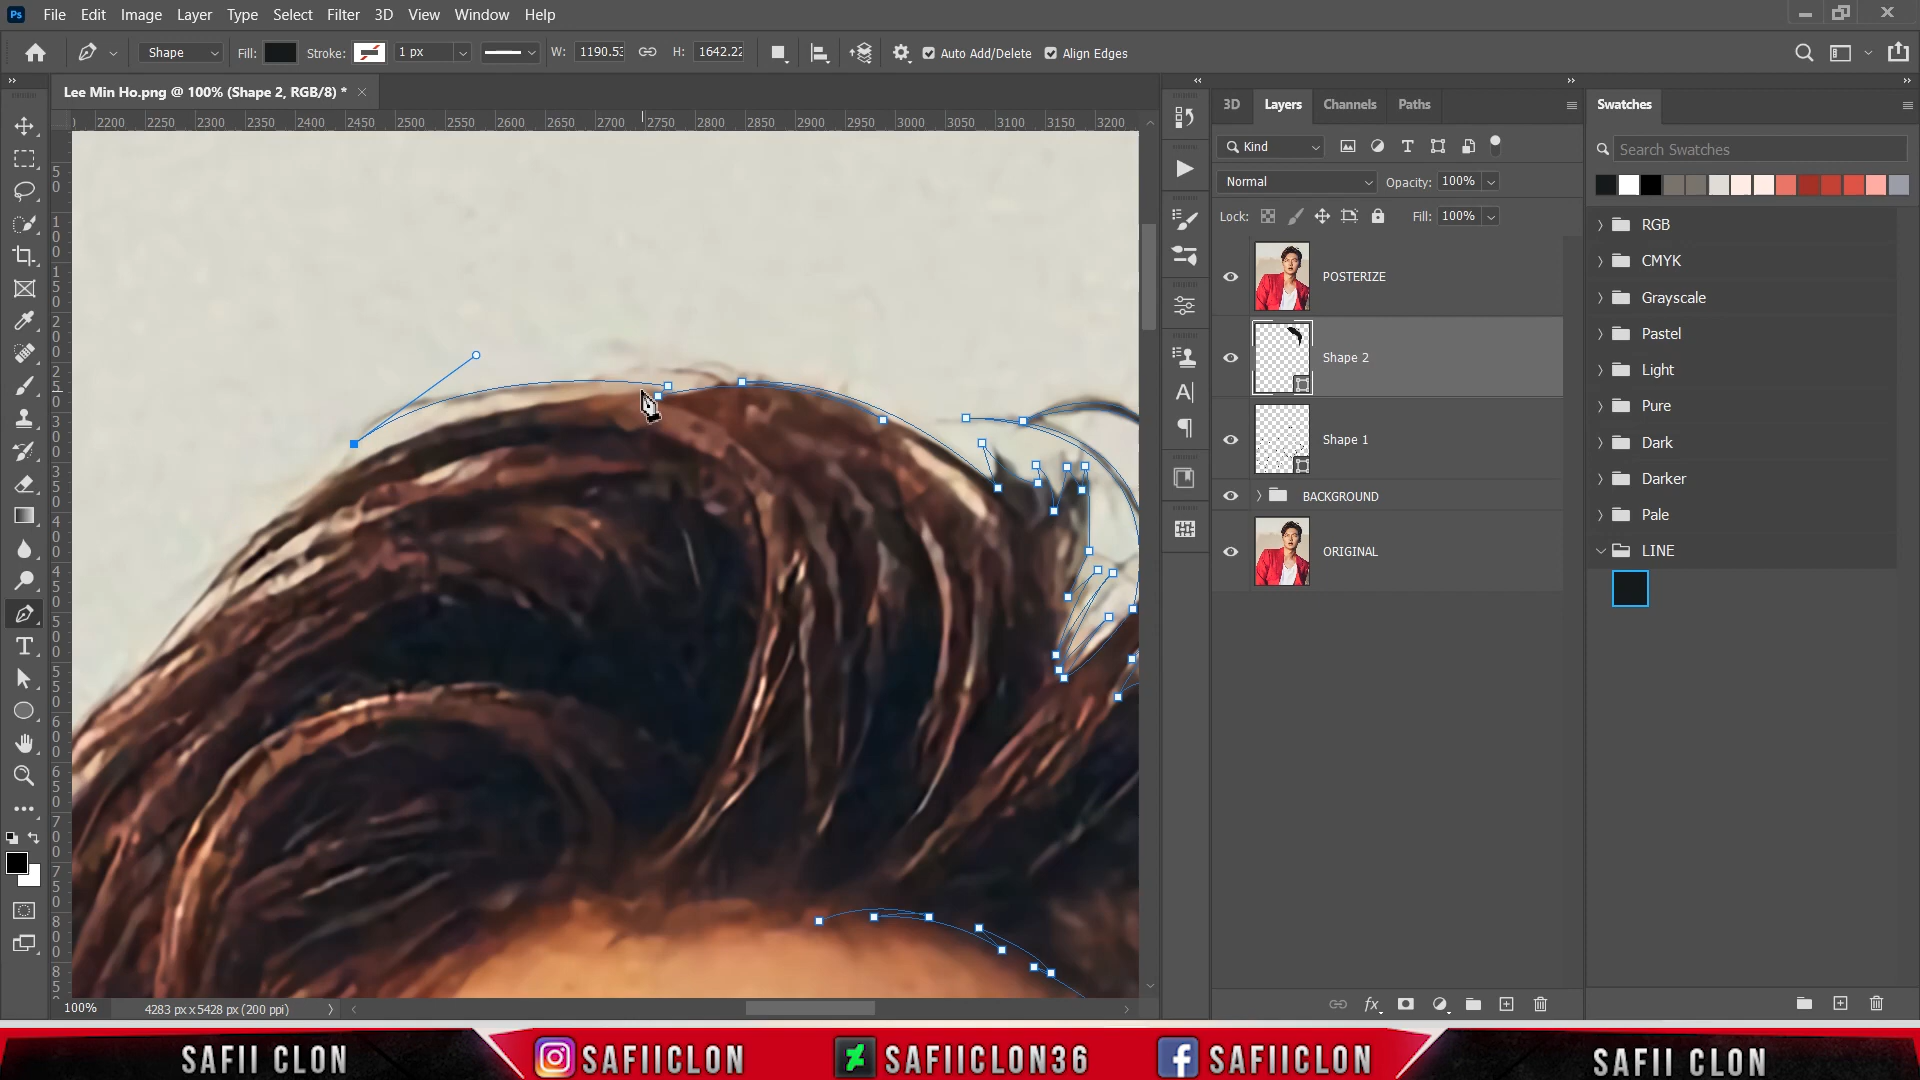 Ps File Edit Image Layer Type Select Filter 3D View Window Help
Shape Fill: Stroke: 1 px W: 1190.53 H: 1642.22 Auto Add/Delete Align Edges
Lee Min Ho.png @ 100% (Shape 2, RGB/8) *
2200 2250 2300 2350 2400 2450 2500 2550 2600 2650 2700 2750 2800 2850 2900 2950 3000 3050 3100 3150 3200
3D Layers Channels Paths
Kind
Normal Opacity: 100%
Lock: Fill: 100%
POSTERIZE
Shape 2
Shape 1
BACKGROUND
ORIGINAL
Swatches
Search Swatches
RGB
CMYK
Grayscale
Pastel
Light
Pure
Dark
Darker
Pale
LINE
100% 4283 px x 5428 px (200 ppi)
SAFII CLON SAFIICLON SAFIICLON36 SAFIICLON SAFII CLON